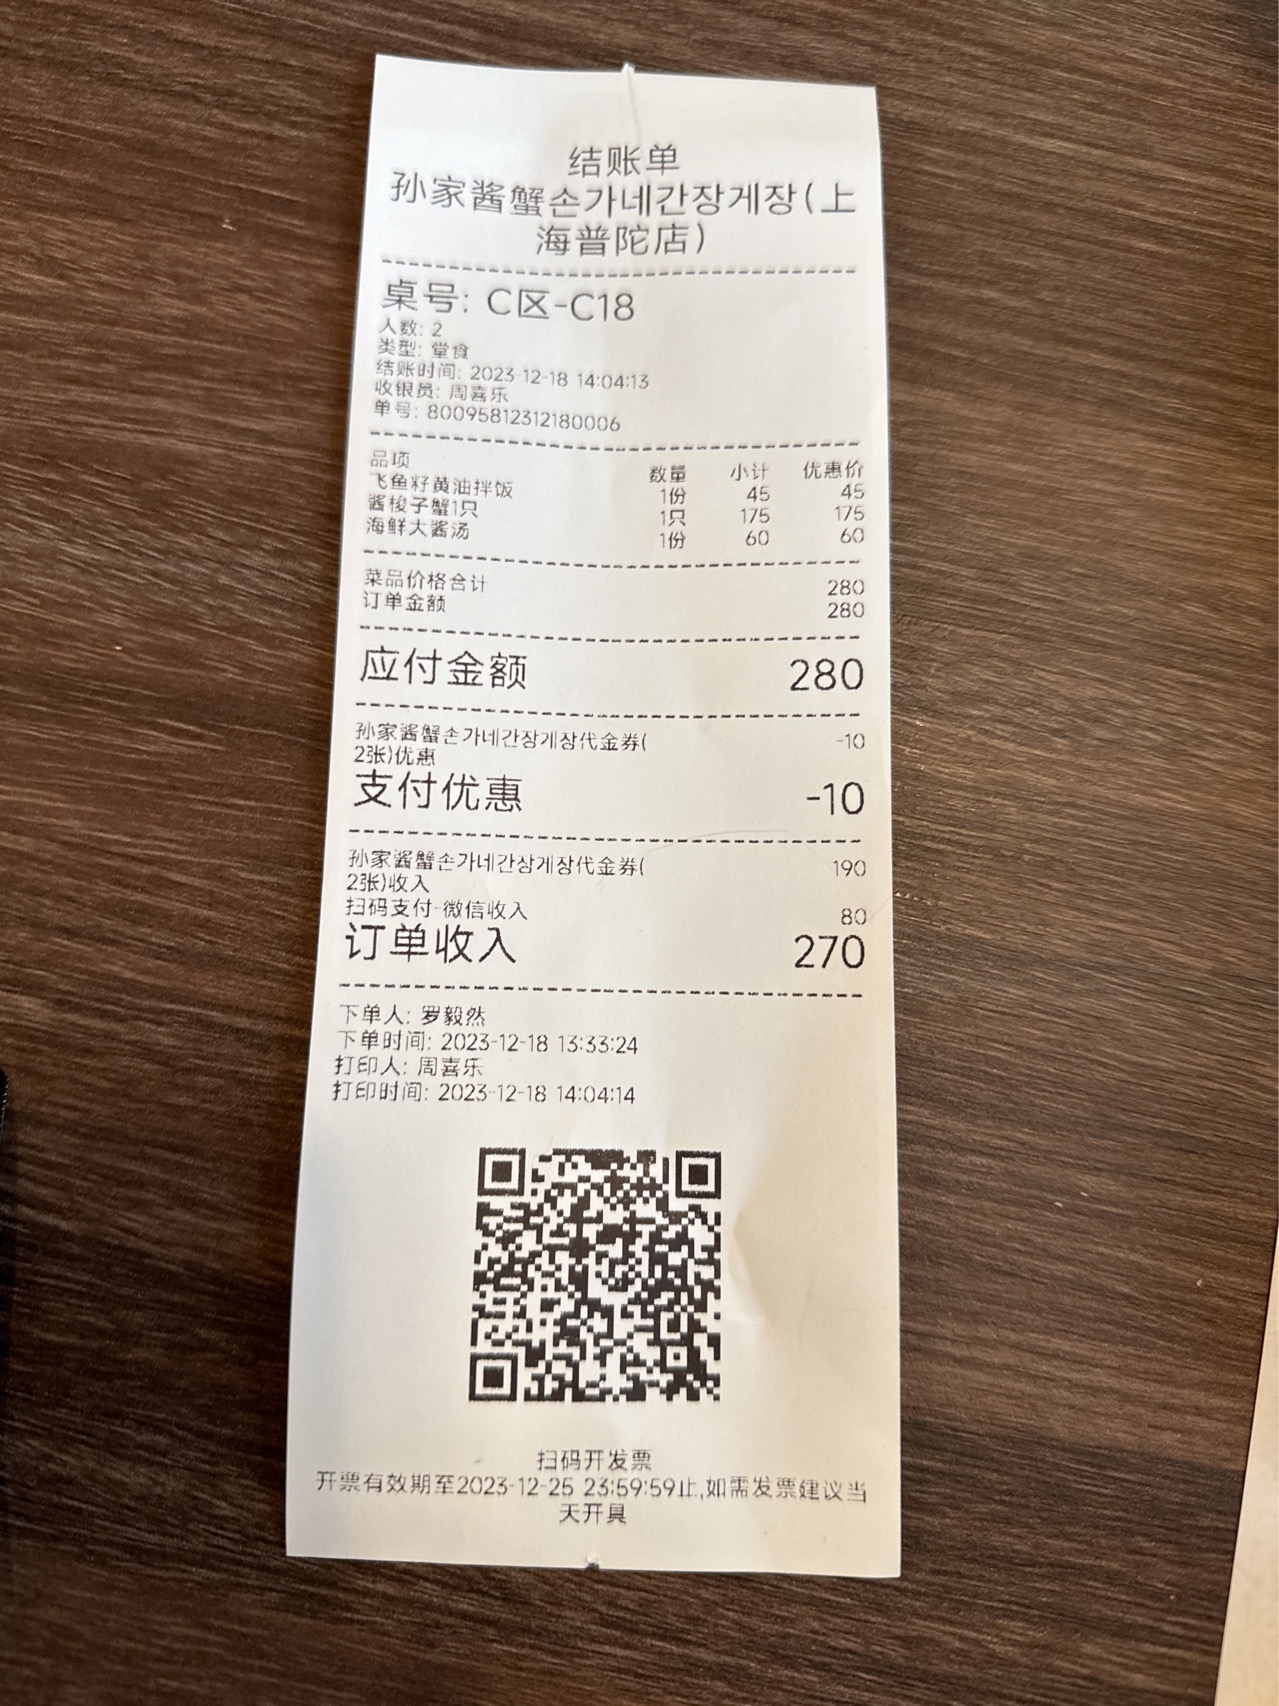 结账单
孙家酱蟹손가네간장게장(上
海普陀店)
桌号: C区-C18
人数: 2
类型: 堂食
结账时间: 2023-12-18 14:04:13
收银员: 周喜乐
单号: 80095812312180006
品项 数量 小计 优惠价
飞鱼籽黄油拌饭 1份 45 45
酱梭子蟹1只 1只 175 175
海鲜大酱汤 1份 60 60
菜品价格合计 280
订单金额 280
应付金额 280
孙家酱蟹손가네간장게장代金券( -10
2张)优惠
支付优惠 -10
孙家酱蟹손가네간장게장代金券( 190
2张)收入
扫码支付-微信收入 80
订单收入 270
下单人: 罗毅然
下单时间: 2023-12-18 13:33:24
打印人: 周喜乐
打印时间: 2023-12-18 14:04:14
扫码开发票
开票有效期至2023-12-25 23:59:59止,如需发票建议当
天开具